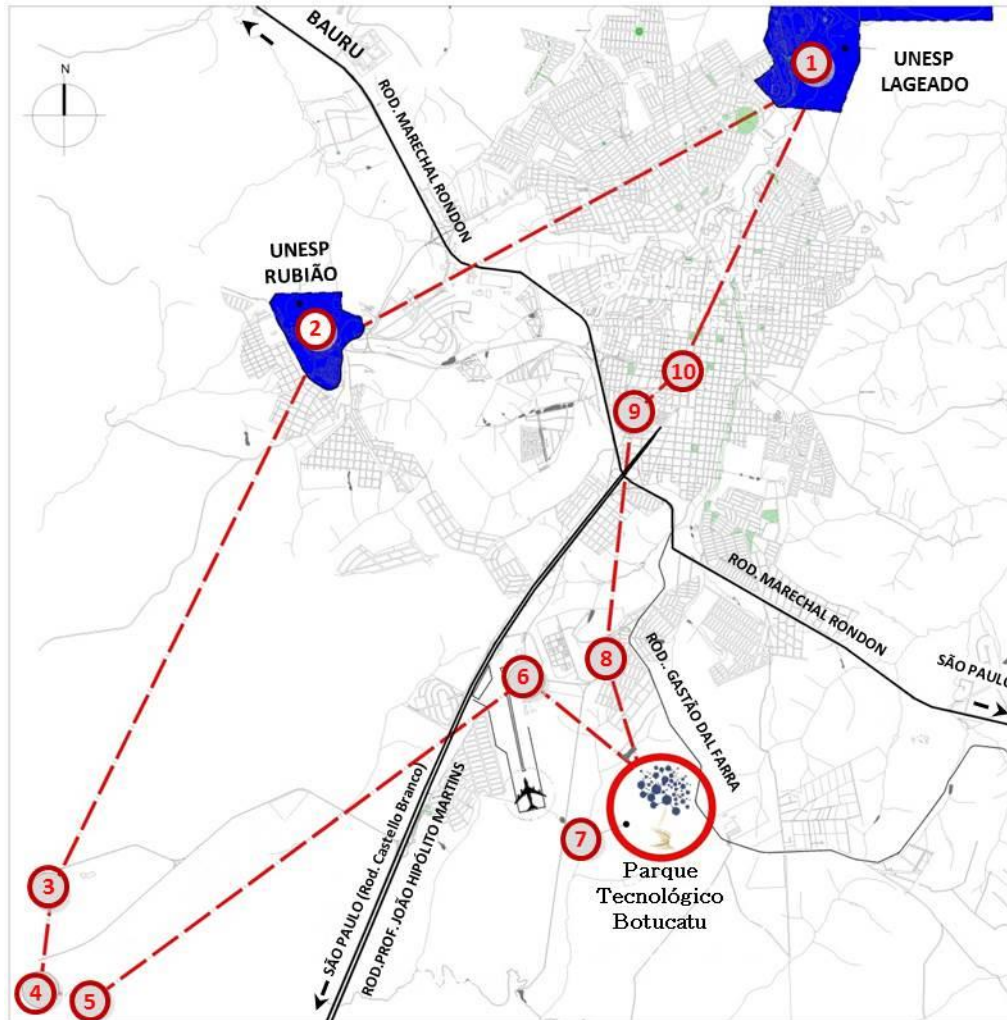 BAURU
1
UNESP
LAGEADO
N
ROD. MARECHAL RONDON
UNESP
RUBIÃO
2
10
9
ROD. MARECHAL RONDON
SÃO PAULO
8
6
ROD.. GASTÃO DAL FARRA
SÃO PAULO (Rod. Castello Branco)
ROD.PROF. JOÃO HIPÓLITO MARTINS
7
Parque
Tecnológico
Botucatu
3
4
5